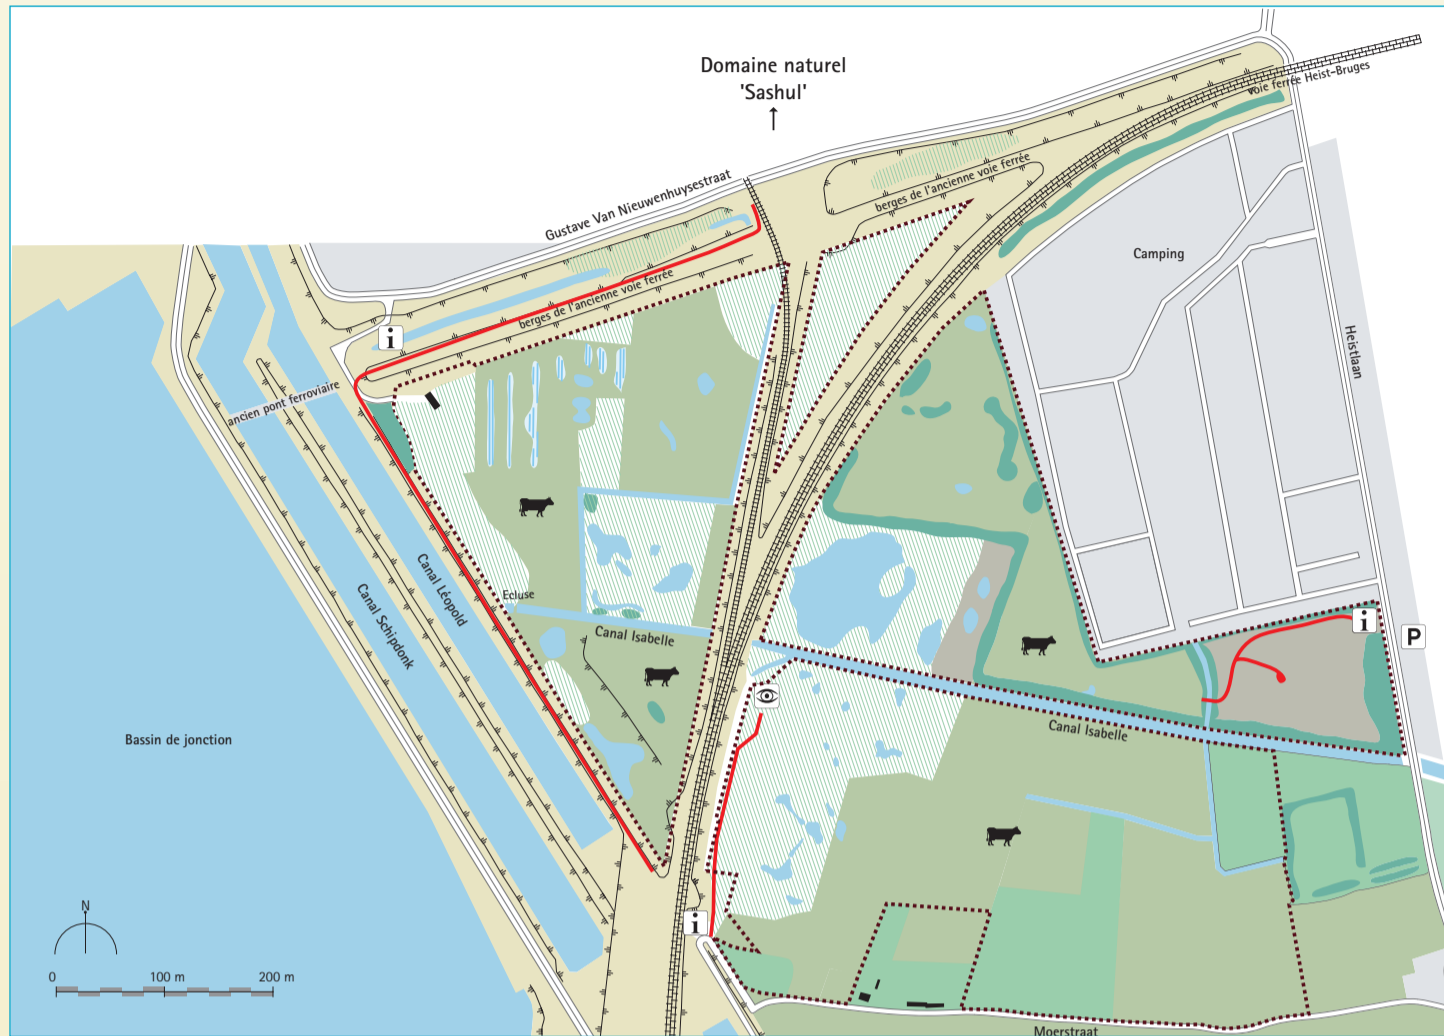 Domaine naturel
'Sashul'
voie ferrée Heist-Bruges
berges de l'ancienne voie ferrée
Gustave Van Nieuwenhuysestraat
Camping
berges de l'ancienne voie ferrée
i
Heistlaan
ancien pont ferroviaire
Canal Léopold
Ecluse
Canal Schipdonk
Canal Isabelle
i
P
Canal Isabelle
Bassin de jonction
N
i
0 100 m 200 m
Moerstraat